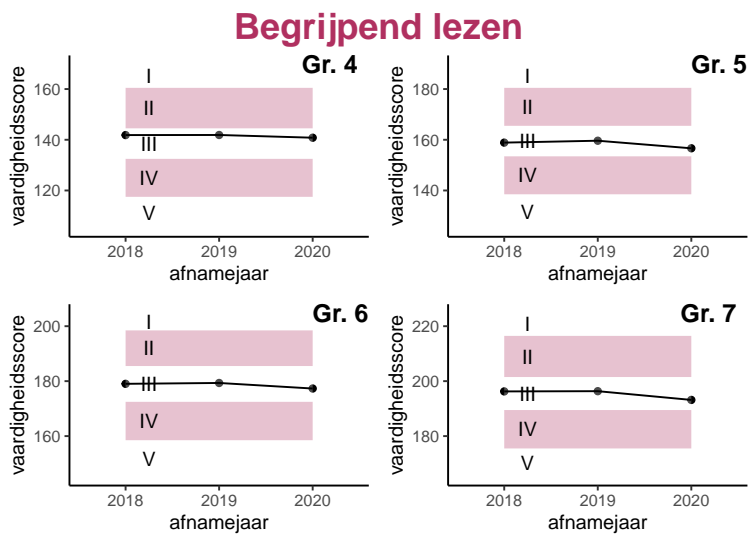 Begrijpend lezen
Gr. 4
vaardigheidsscore
160
140
120
I
II
III
IV
V
2018 2019 2020
afnamejaar
Gr. 5
vaardigheidsscore
180
160
140
I
II
III
IV
V
2018 2019 2020
afnamejaar
Gr. 6
vaardigheidsscore
200
180
160
I
II
III
IV
V
2018 2019 2020
afnamejaar
Gr. 7
vaardigheidsscore
220
200
180
I
II
III
IV
V
2018 2019 2020
afnamejaar